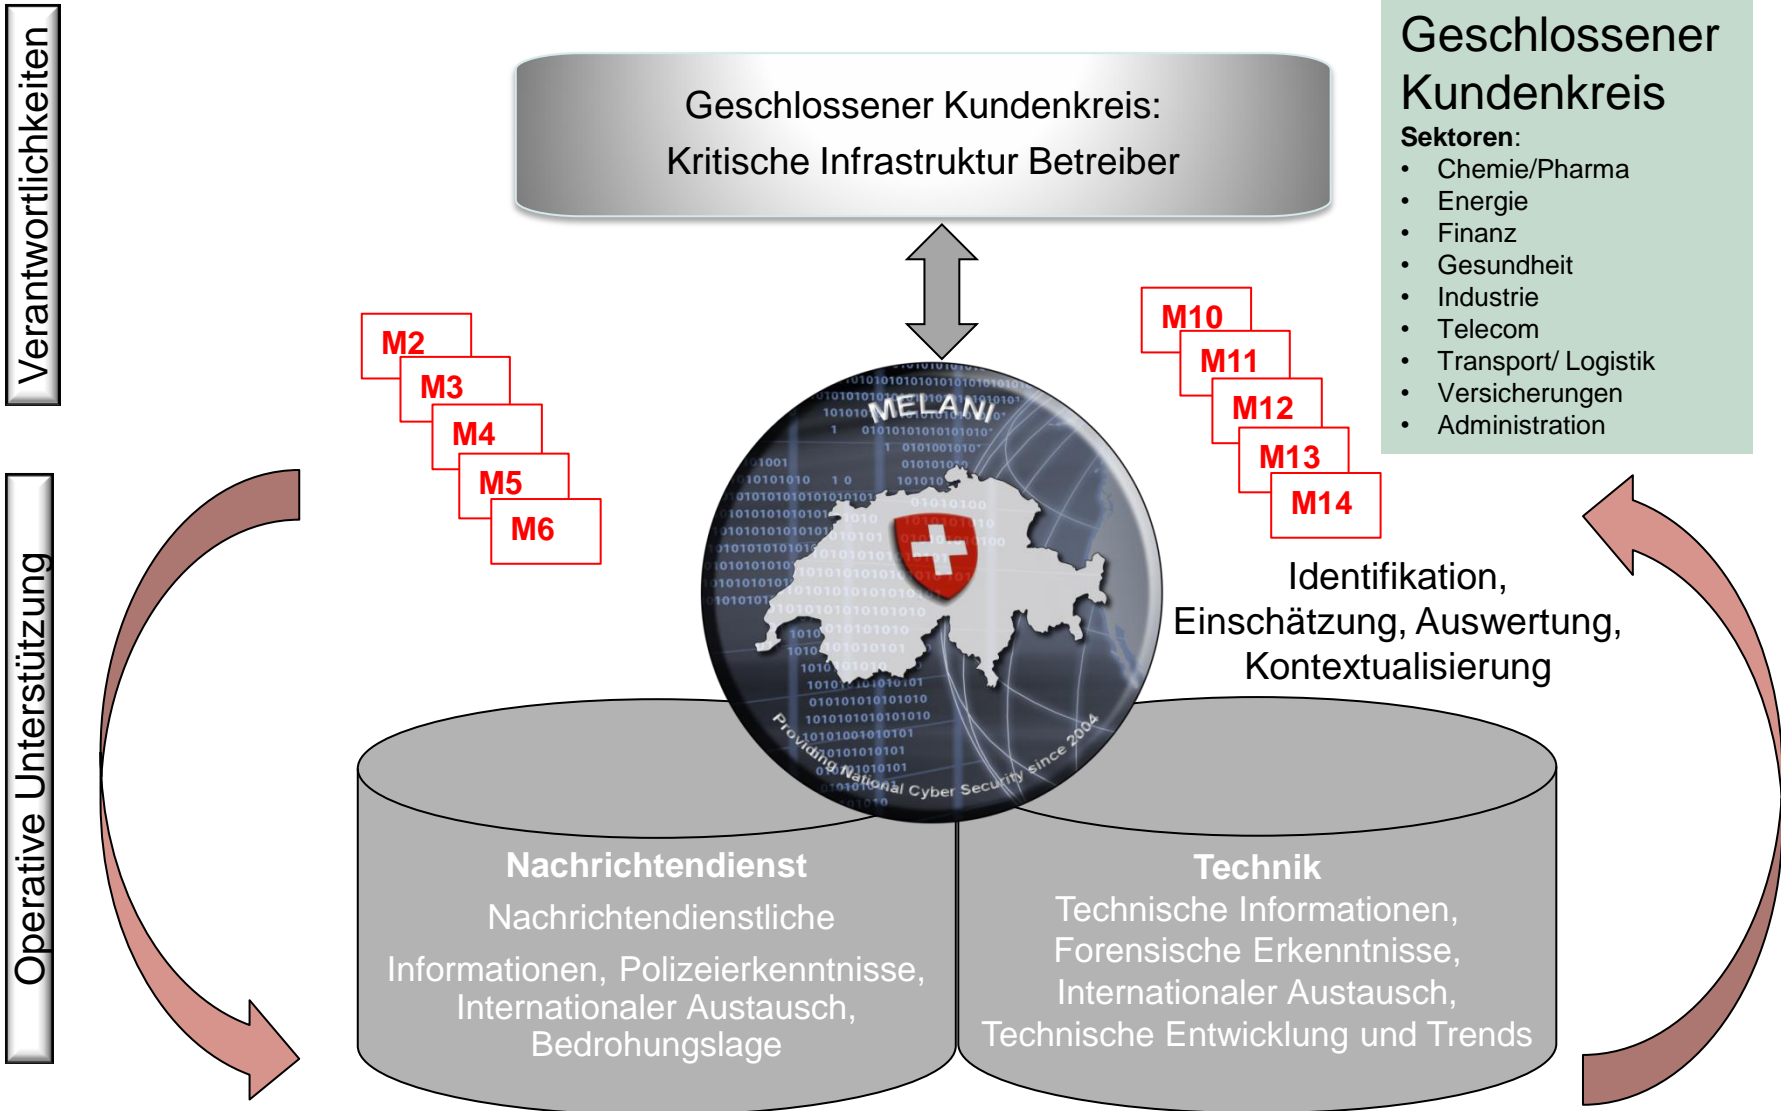 Verantwortlichkeiten
Operative Unterstützung
Geschlossener Kundenkreis:
Kritische Infrastruktur Betreiber
Geschlossener
Kundenkreis
Sektoren:
• Chemie/Pharma
• Energie
• Finanz
• Gesundheit
• Industrie
• Telecom
• Transport/ Logistik
• Versicherungen
• Administration
M2
M3
M4
M5
M6
M10
M11
M12
M13
M14
MELANI
Providing National Cyber Security since 2004
Identifikation,
Einschätzung, Auswertung,
Kontextualisierung
Nachrichtendienst
Nachrichtendienstliche
Informationen, Polizeierkenntnisse,
Internationaler Austausch,
Bedrohungslage
Technik
Technische Informationen,
Forensische Erkenntnisse,
Internationaler Austausch,
Technische Entwicklung und Trends